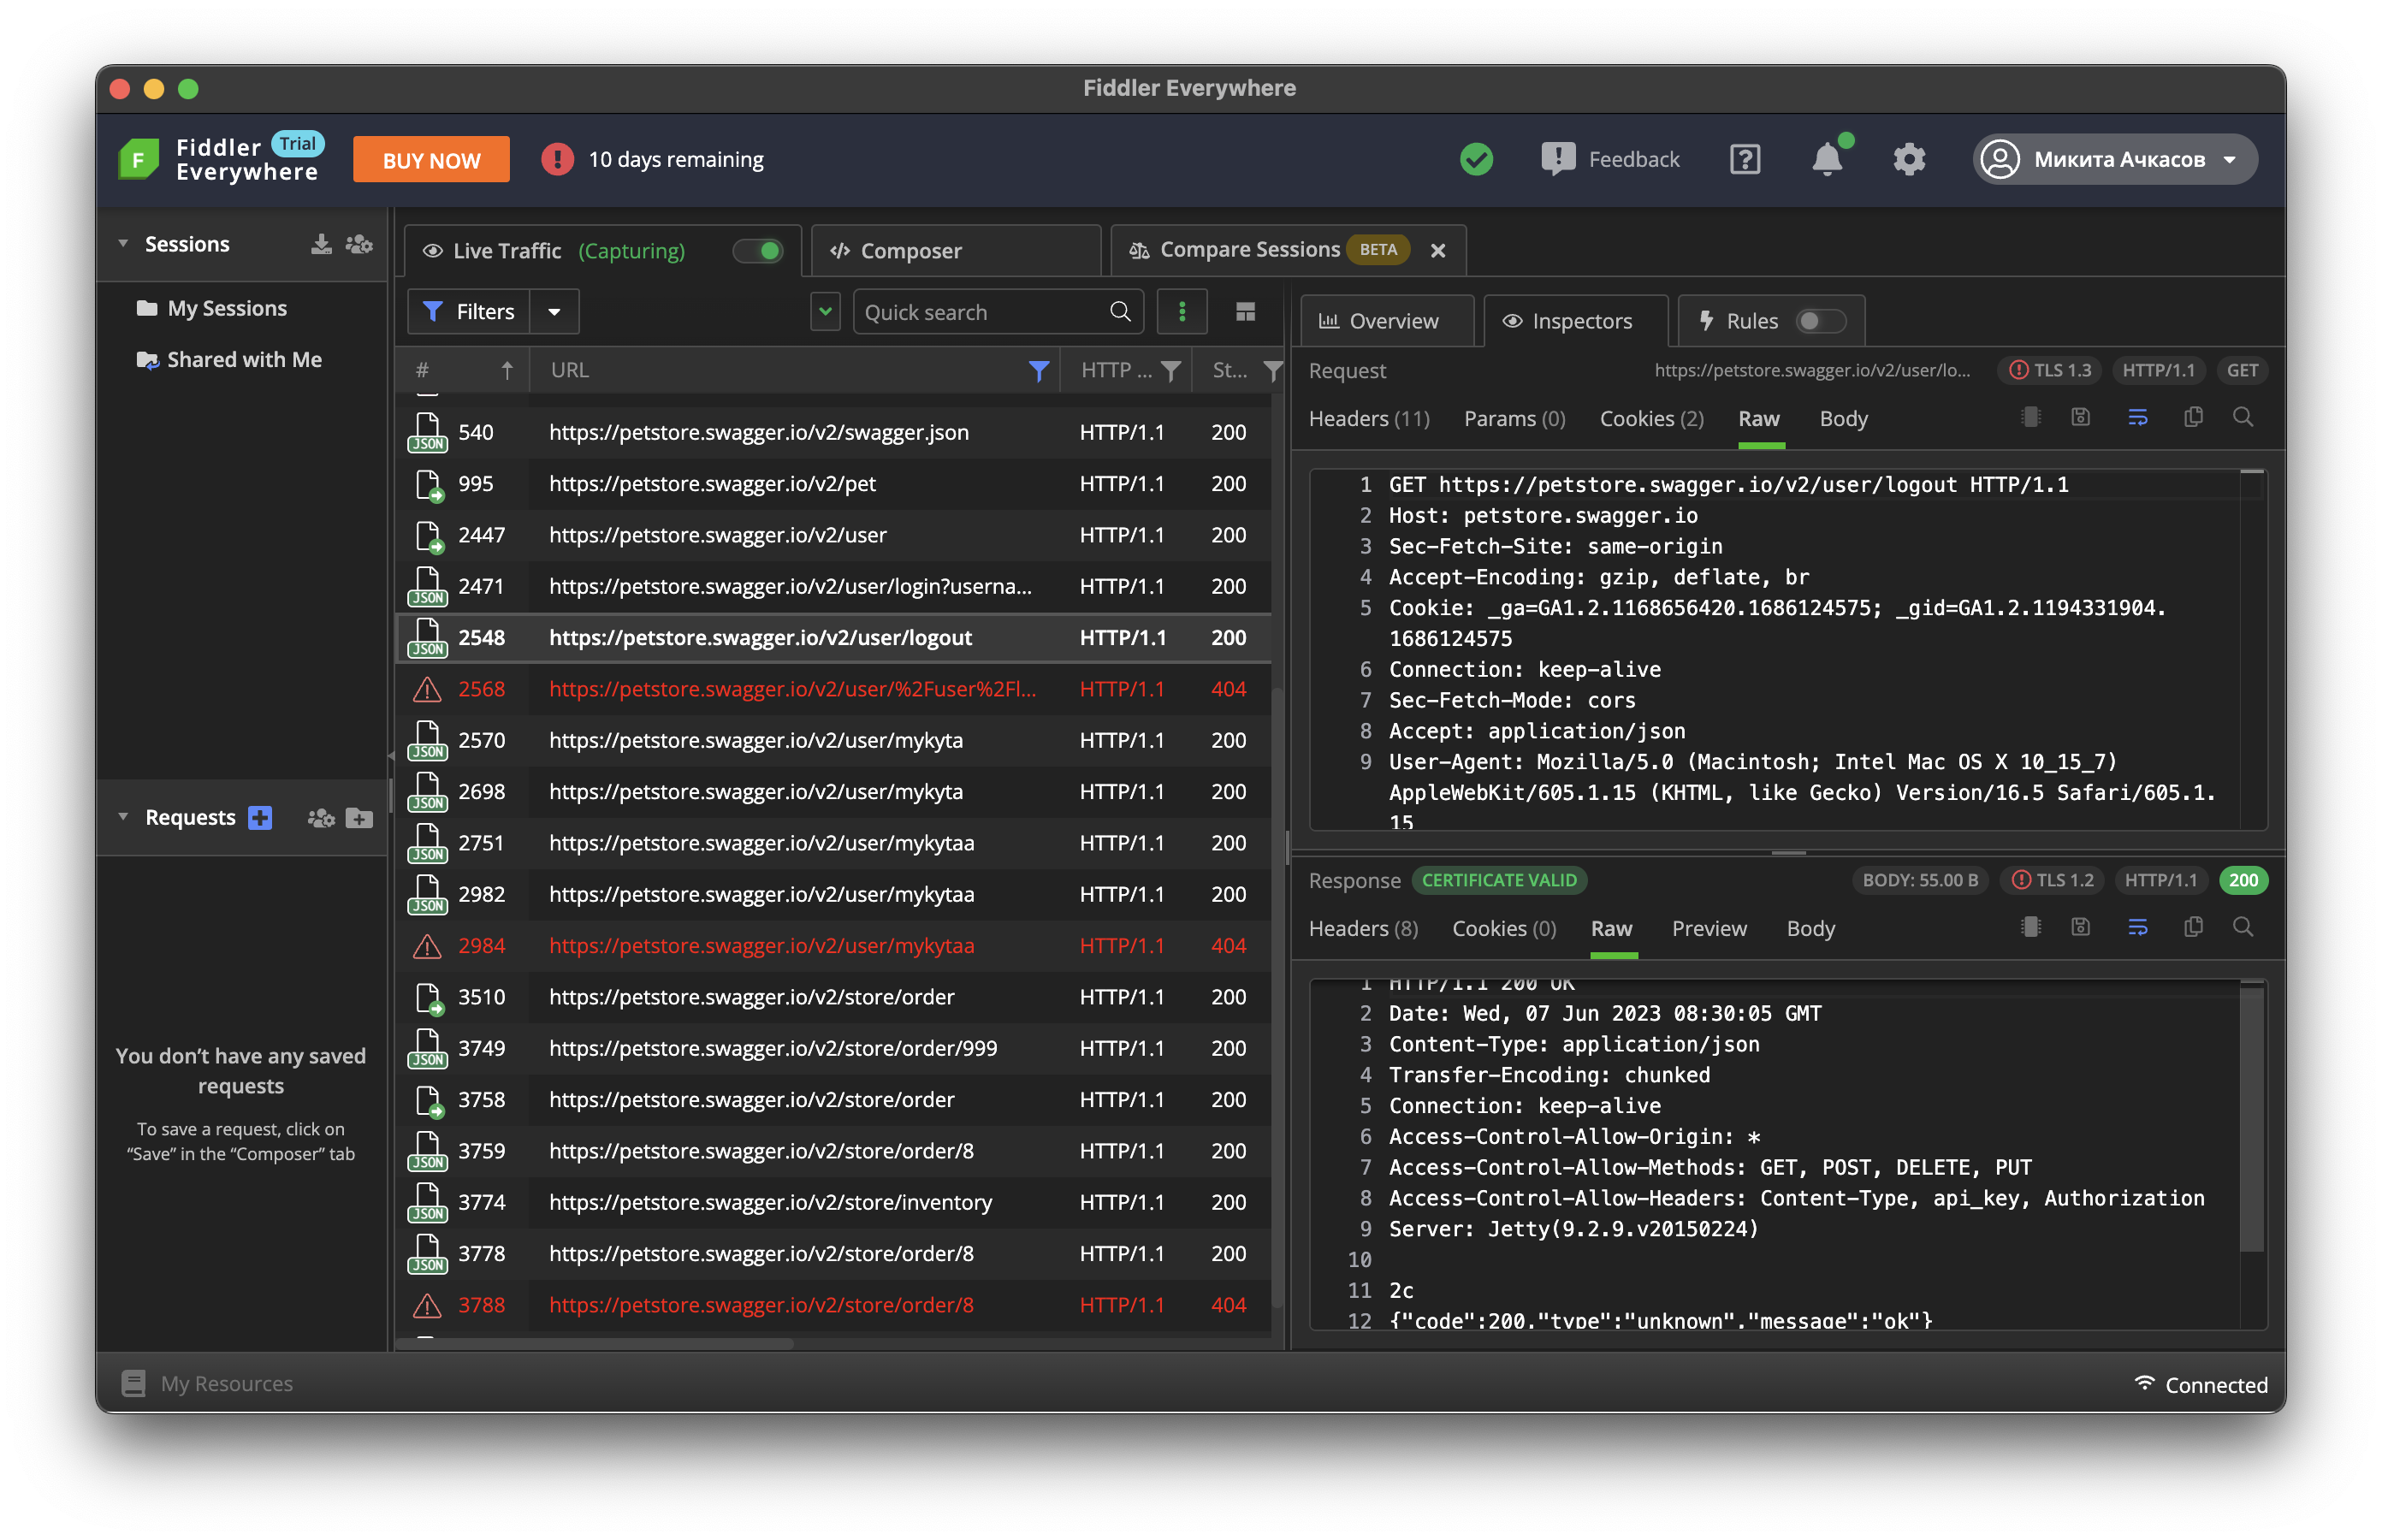 Fiddler Everywhere
Fiddler Everywhere
Trial
BUY NOW
10 days remaining
Feedback
Микита Ачкасов
Sessions
My Sessions
Shared with Me
Requests
You don’t have any saved
requests
To save a request, click on
“Save” in the “Composer” tab
Live Traffic (Capturing)
Composer
Compare Sessions BETA
Filters
Quick search
# URL HTTP ... St...
JSON 540 https://petstore.swagger.io/v2/swagger.json HTTP/1.1 200
995 https://petstore.swagger.io/v2/pet HTTP/1.1 200
2447 https://petstore.swagger.io/v2/user HTTP/1.1 200
JSON 2471 https://petstore.swagger.io/v2/user/login?userna... HTTP/1.1 200
JSON 2548 https://petstore.swagger.io/v2/user/logout HTTP/1.1 200
2568 https://petstore.swagger.io/v2/user/%2Fuser%2Fl... HTTP/1.1 404
JSON 2570 https://petstore.swagger.io/v2/user/mykyta HTTP/1.1 200
JSON 2698 https://petstore.swagger.io/v2/user/mykyta HTTP/1.1 200
JSON 2751 https://petstore.swagger.io/v2/user/mykytaa HTTP/1.1 200
JSON 2982 https://petstore.swagger.io/v2/user/mykytaa HTTP/1.1 200
2984 https://petstore.swagger.io/v2/user/mykytaa HTTP/1.1 404
3510 https://petstore.swagger.io/v2/store/order HTTP/1.1 200
JSON 3749 https://petstore.swagger.io/v2/store/order/999 HTTP/1.1 200
3758 https://petstore.swagger.io/v2/store/order HTTP/1.1 200
JSON 3759 https://petstore.swagger.io/v2/store/order/8 HTTP/1.1 200
JSON 3774 https://petstore.swagger.io/v2/store/inventory HTTP/1.1 200
JSON 3778 https://petstore.swagger.io/v2/store/order/8 HTTP/1.1 200
3788 https://petstore.swagger.io/v2/store/order/8 HTTP/1.1 404
Overview
Inspectors
Rules
Request https://petstore.swagger.io/v2/user/lo... TLS 1.3 HTTP/1.1 GET
Headers (11) Params (0) Cookies (2) Raw Body
1 GET https://petstore.swagger.io/v2/user/logout HTTP/1.1
2 Host: petstore.swagger.io
3 Sec-Fetch-Site: same-origin
4 Accept-Encoding: gzip, deflate, br
5 Cookie: _ga=GA1.2.1168656420.1686124575; _gid=GA1.2.1194331904.
1686124575
6 Connection: keep-alive
7 Sec-Fetch-Mode: cors
8 Accept: application/json
9 User-Agent: Mozilla/5.0 (Macintosh; Intel Mac OS X 10_15_7)
AppleWebKit/605.1.15 (KHTML, like Gecko) Version/16.5 Safari/605.1.
15
Response CERTIFICATE VALID BODY: 55.00 B TLS 1.2 HTTP/1.1 200
Headers (8) Cookies (0) Raw Preview Body
1 HTTP/1.1 200 OK
2 Date: Wed, 07 Jun 2023 08:30:05 GMT
3 Content-Type: application/json
4 Transfer-Encoding: chunked
5 Connection: keep-alive
6 Access-Control-Allow-Origin: *
7 Access-Control-Allow-Methods: GET, POST, DELETE, PUT
8 Access-Control-Allow-Headers: Content-Type, api_key, Authorization
9 Server: Jetty(9.2.9.v20150224)
10
11 2c
12 {"code":200,"type":"unknown","message":"ok"}
My Resources
Connected